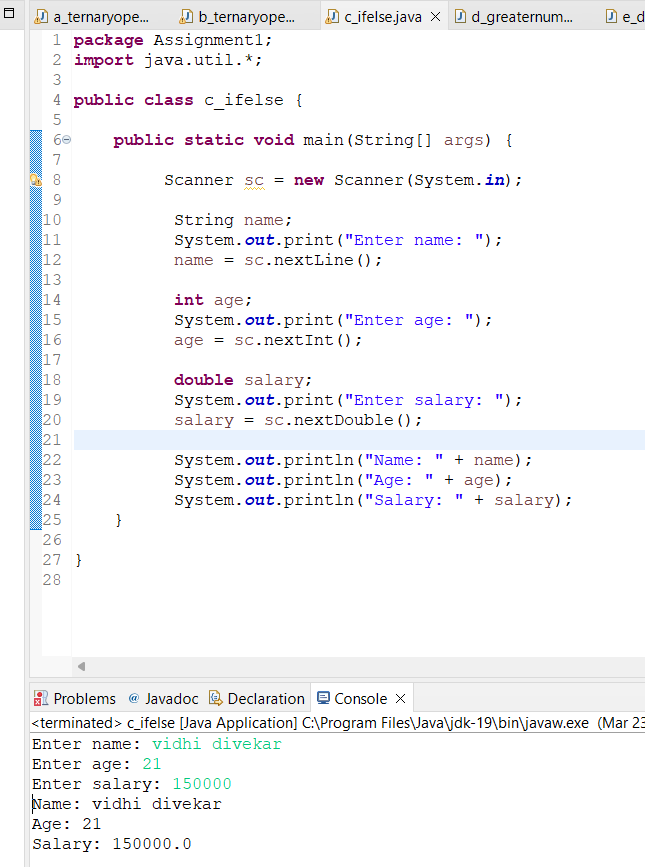 a_ternaryope... b_ternaryope... c_ifelse.java d_greaternum... e_d
1 package Assignment1;
2 import java.util.*;
3
4 public class c_ifelse {
5
6 public static void main(String[] args) {
7
8 Scanner sc = new Scanner(System.in);
9
10 String name;
11 System.out.print("Enter name: ");
12 name = sc.nextLine();
13
14 int age;
15 System.out.print("Enter age: ");
16 age = sc.nextInt();
17
18 double salary;
19 System.out.print("Enter salary: ");
20 salary = sc.nextDouble();
21
22 System.out.println("Name: " + name);
23 System.out.println("Age: " + age);
24 System.out.println("Salary: " + salary);
25 }
26
27 }
28
Problems @ Javadoc Declaration Console
<terminated> c_ifelse [Java Application] C:\Program Files\Java\jdk-19\bin\javaw.exe (Mar 23
Enter name: vidhi divekar
Enter age: 21
Enter salary: 150000
Name: vidhi divekar
Age: 21
Salary: 150000.0